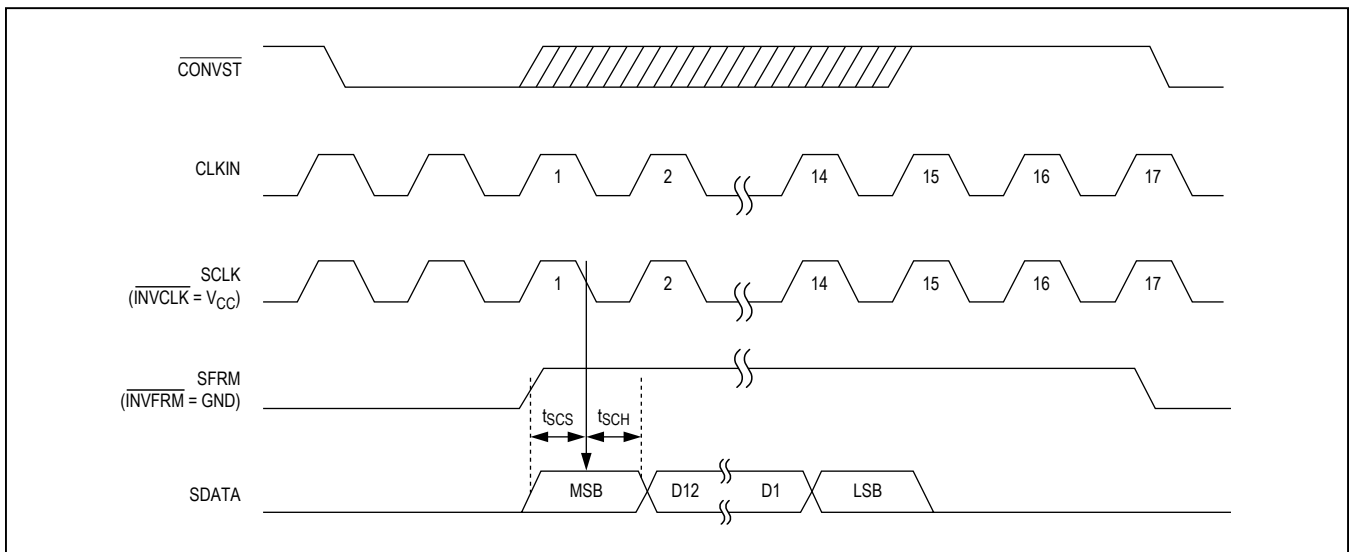 CONVST
CLKIN
1 2 14 15 16 17
SCLK
(INVCLK = VCC)
1 2 14 15 16 17
SFRM
(INVFRM = GND)
tSCS tSCH
SDATA
MSB D12 D1 LSB